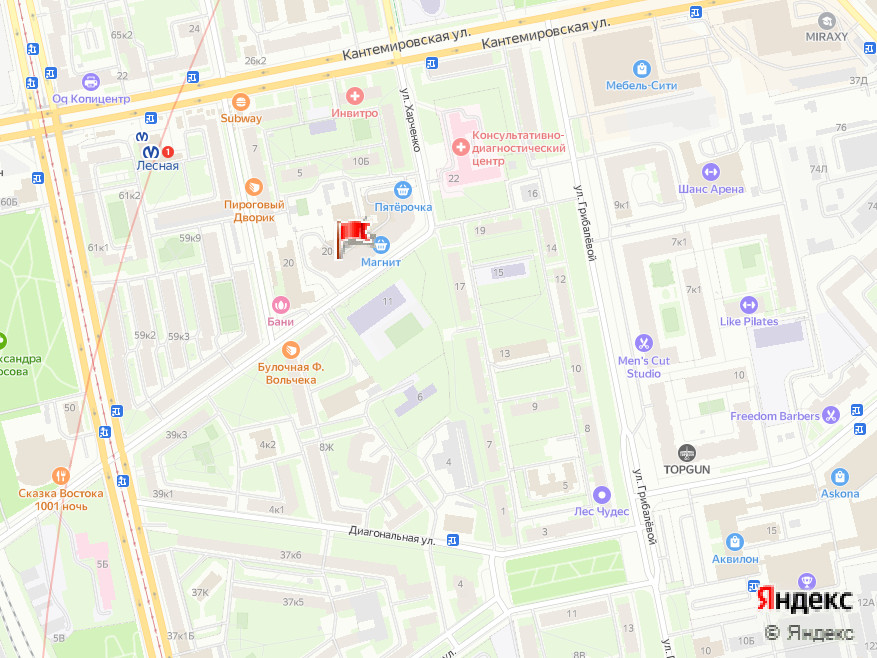 65к2
24
26к2
Кантемировская ул.
Кантемировская ул.
MIRAXY
22
Оq Копицентр
Subway
Инвитро
ул. Харченко
Мебель-Сити
37Д
76
Лесная
1
10Б
Консультативно-
диагностический
центр
22
74Л
60Б
41к2
7
5
Пироговый
Дворик
Пятёрочка
16
9к1
Шанс Арена
ул. Грибалёвой
61к1
59к9
20
20
Магнит
19
14
7к1
15
12
17
7к1
7к1
Бани
11
Like Pilates
59к2
59к3
13
Men's Cut
Studio
Булочная Ф.
Вольчека
10
10
6
9
Freedom Barbers
50
39к3
4к2
8Ж
7
8
4
TOPGUN
Сказка Востока
1001 ночь
39к1
4к1
5
Лес Чудес
Askona
1
ул. Грибалёвой
Диагональная ул.
3
15
Аквилон
37к6
5Б
4
37К
37к5
11
Яндекс
12А
5В
37к1Б
13
10Б
© Яндекс
8В